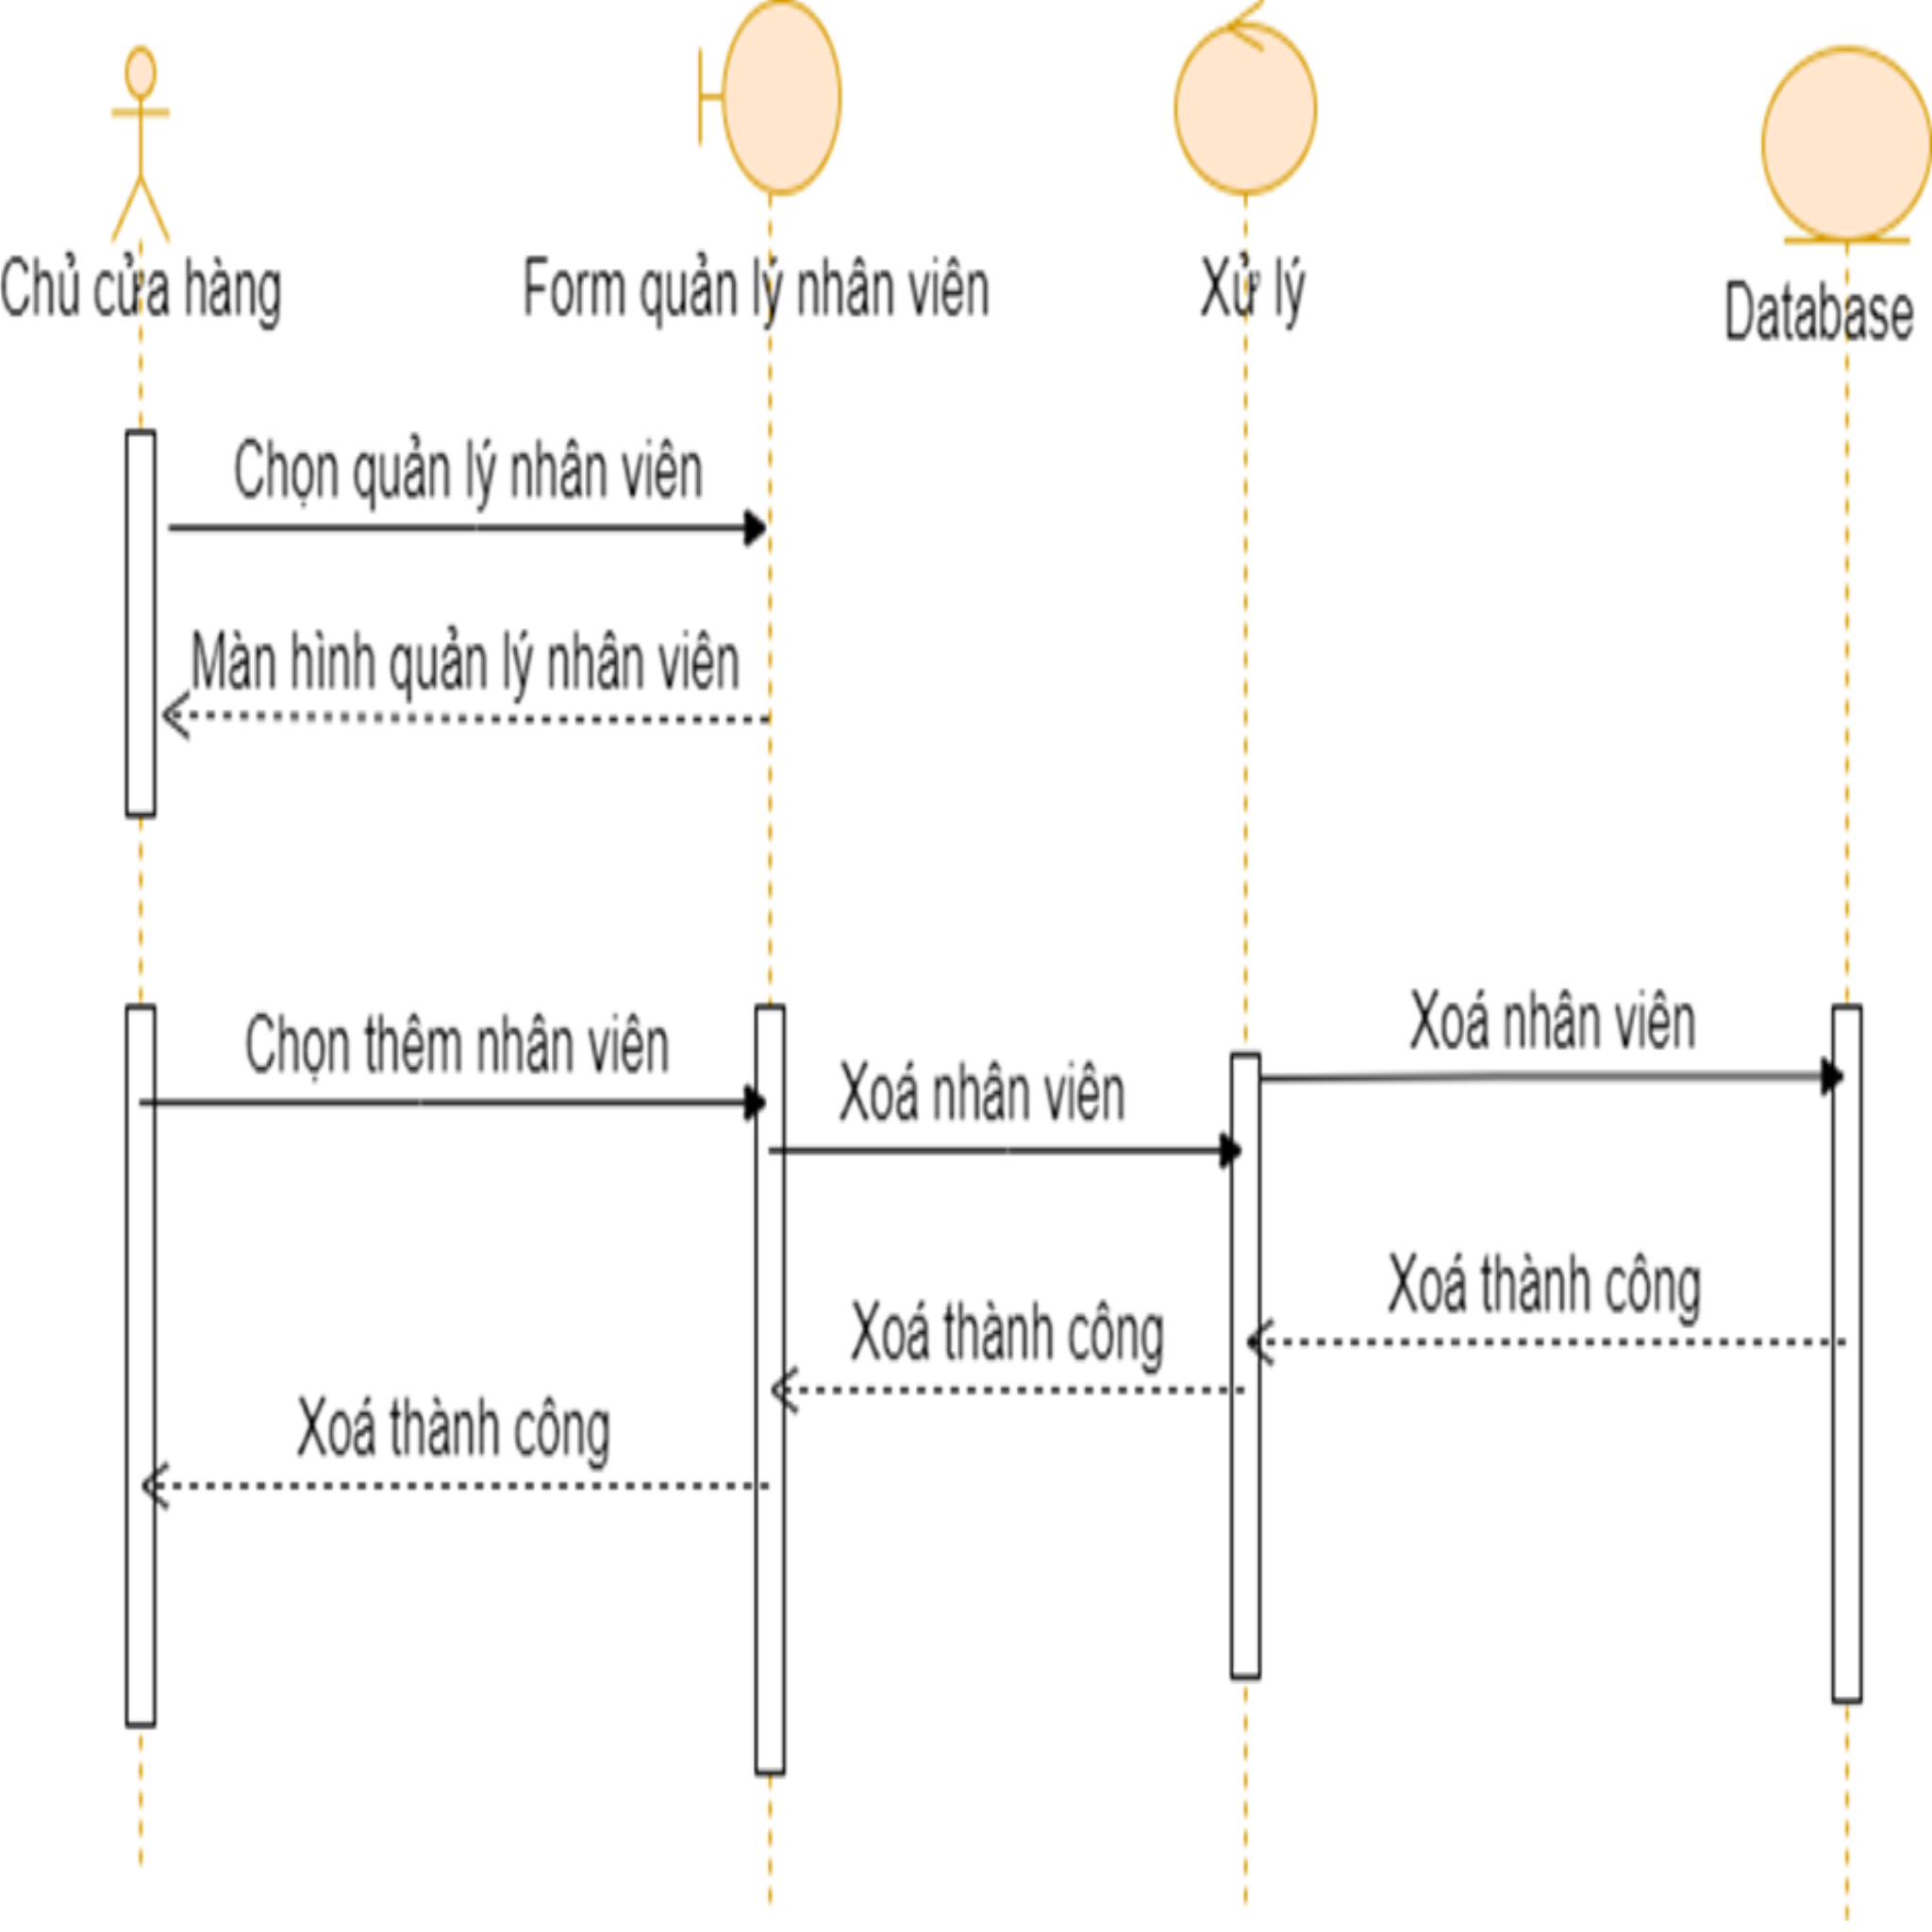 Chủ cửa hàng
Form quản lý nhân viên
Xử lý
Database
Chọn quản lý nhân viên
Màn hình quản lý nhân viên
Chọn thêm nhân viên
Xoá nhân viên
Xoá nhân viên
Xoá thành công
Xoá thành công
Xoá thành công